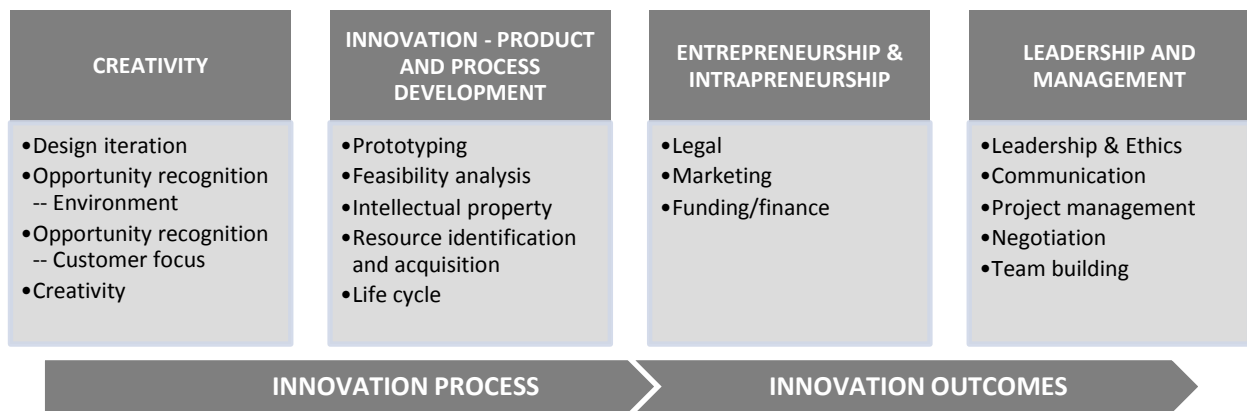 CREATIVITY
•Design iteration
•Opportunity recognition
-- Environment
•Opportunity recognition
-- Customer focus
•Creativity
INNOVATION - PRODUCT
AND PROCESS
DEVELOPMENT
•Prototyping
•Feasibility analysis
•Intellectual property
•Resource identification
and acquisition
•Life cycle
ENTREPRENEURSHIP &
INTRAPRENEURSHIP
•Legal
•Marketing
•Funding/finance
LEADERSHIP AND
MANAGEMENT
•Leadership & Ethics
•Communication
•Project management
•Negotiation
•Team building
INNOVATION PROCESS
INNOVATION OUTCOMES